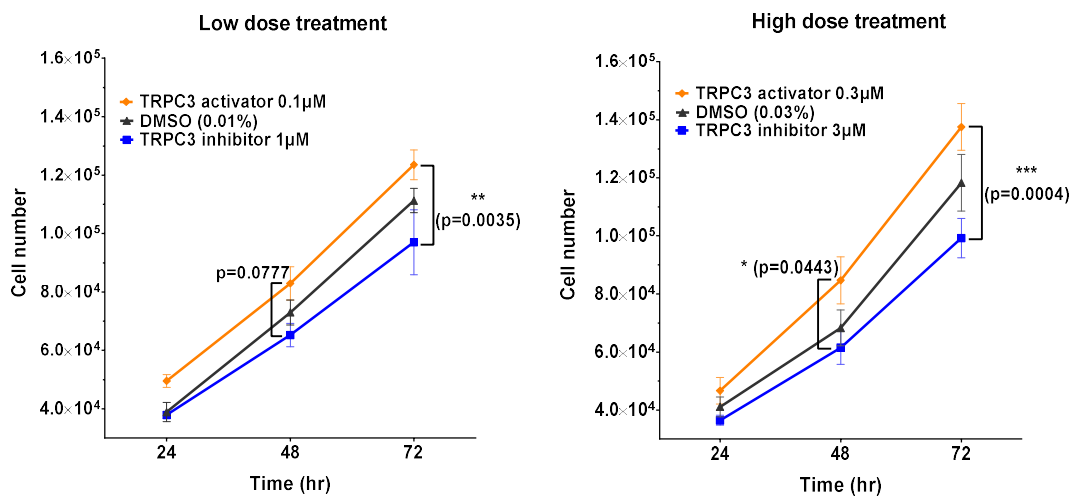 Low dose treatment
1.6×10⁵
1.4×10⁵
1.2×10⁵
1.0×10⁵
8.0×10⁴
6.0×10⁴
4.0×10⁴
Cell number
TRPC3 activator 0.1µM
DMSO (0.01%)
TRPC3 inhibitor 1µM
p=0.0777
**
(p=0.0035)
24 48 72
Time (hr)
High dose treatment
1.6×10⁵
1.4×10⁵
1.2×10⁵
1.0×10⁵
8.0×10⁴
6.0×10⁴
4.0×10⁴
Cell number
TRPC3 activator 0.3µM
DMSO (0.03%)
TRPC3 inhibitor 3µM
* (p=0.0443)
***
(p=0.0004)
24 48 72
Time (hr)